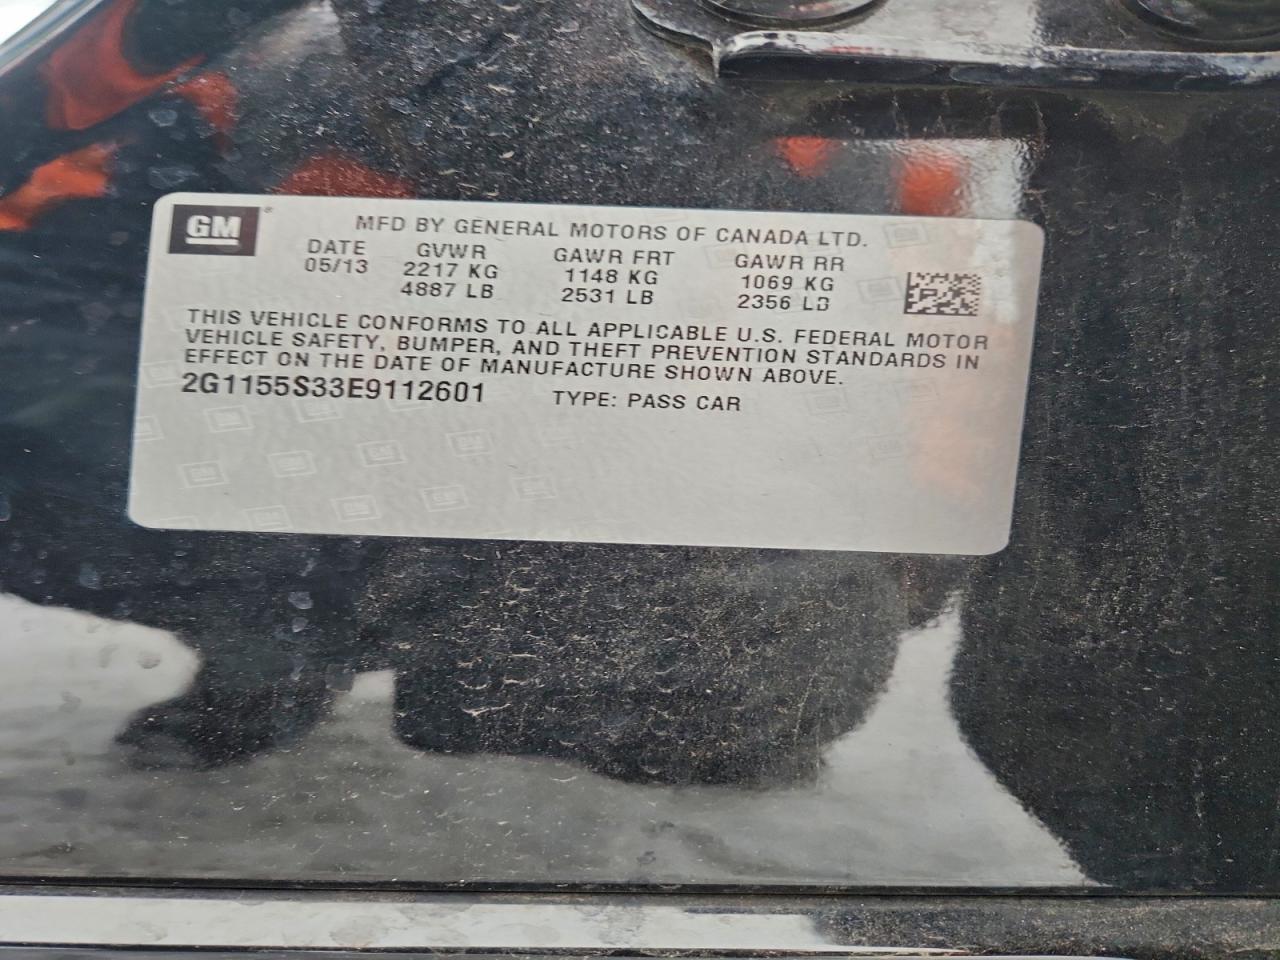 GM
MFD BY GENERAL MOTORS OF CANADA LTD.
DATE GVWR GAWR FRT GAWR RR
05/13 2217 KG 1148 KG 1069 KG
4887 LB 2531 LB 2356 LB
THIS VEHICLE CONFORMS TO ALL APPLICABLE U.S. FEDERAL MOTOR
VEHICLE SAFETY, BUMPER, AND THEFT PREVENTION STANDARDS IN
EFFECT ON THE DATE OF MANUFACTURE SHOWN ABOVE.
2G1155S33E9112601 TYPE: PASS CAR